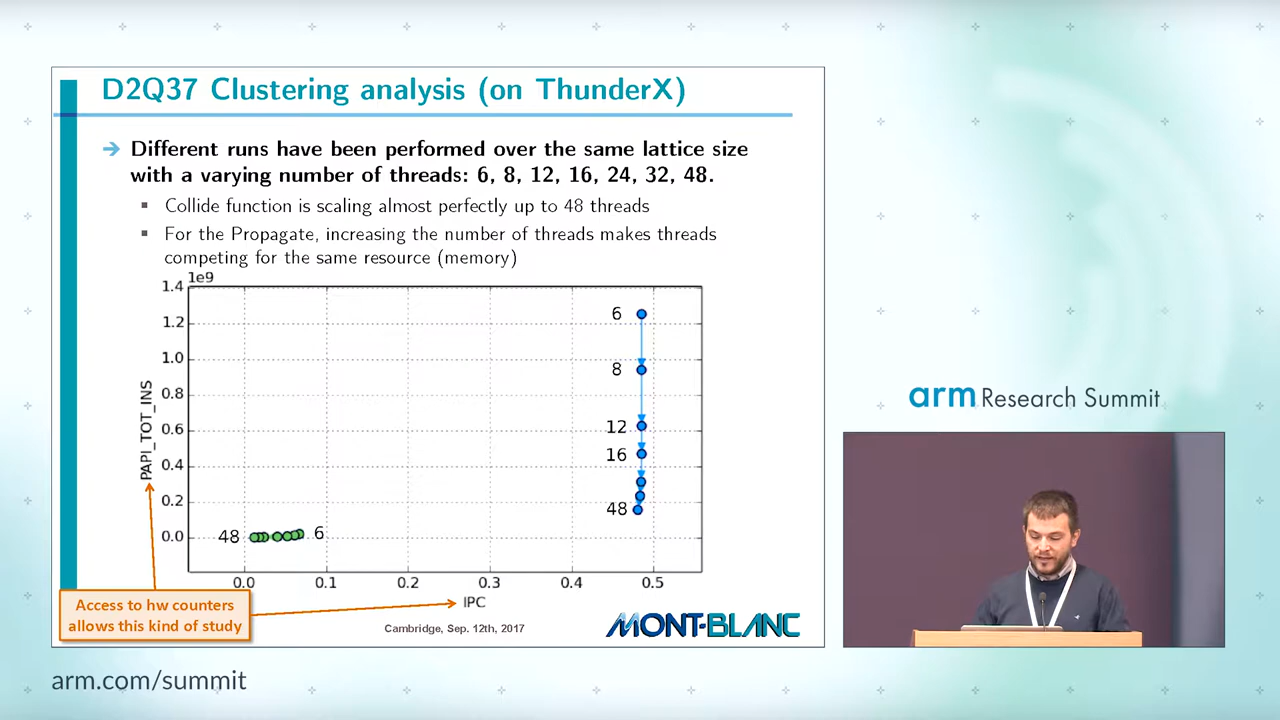 D2Q37 Clustering analysis (on ThunderX)
Different runs have been performed over the same lattice size
with a varying number of threads: 6, 8, 12, 16, 24, 32, 48.
Collide function is scaling almost perfectly up to 48 threads
For the Propagate, increasing the number of threads makes threads
competing for the same resource (memory)
1e9
1.4
1.2
1.0
0.8
0.6
0.4
0.2
0.0
PAPI_TOT_INS
6
8
12
16
48
48
6
0.0 0.1 0.2 0.3 0.4 0.5
IPC
Access to hw counters
allows this kind of study
Cambridge, Sep. 12th, 2017
MONT-BLANC
arm Research Summit
arm.com/summit